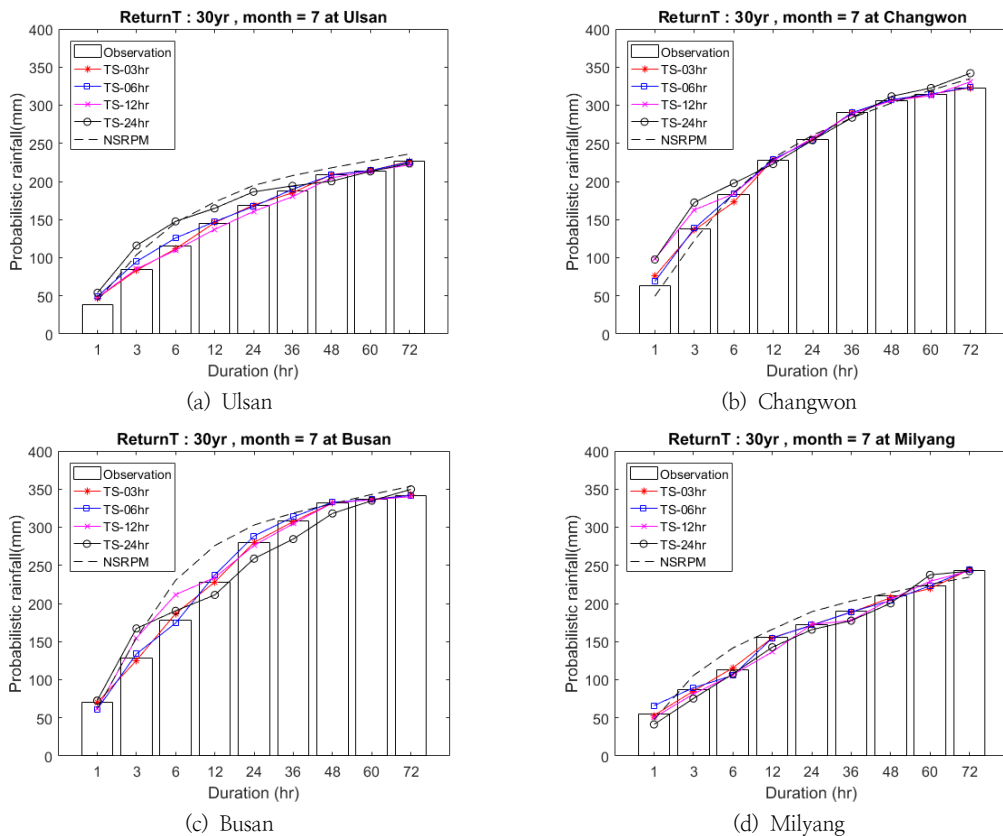 ReturnT : 30yr , month = 7 at Ulsan
400
350
300
250
200
150
100
50
0
Probabilistic rainfall(mm)
Observation
TS-03hr
TS-06hr
TS-12hr
TS-24hr
NSRPM
1 3 6 12 24 36 48 60 72
Duration (hr)
(a) Ulsan
ReturnT : 30yr , month = 7 at Changwon
400
350
300
250
200
150
100
50
0
Probabilistic rainfall(mm)
Observation
TS-03hr
TS-06hr
TS-12hr
TS-24hr
NSRPM
1 3 6 12 24 36 48 60 72
Duration (hr)
(b) Changwon
ReturnT : 30yr , month = 7 at Busan
400
350
300
250
200
150
100
50
0
Probabilistic rainfall(mm)
Observation
TS-03hr
TS-06hr
TS-12hr
TS-24hr
NSRPM
1 3 6 12 24 36 48 60 72
Duration (hr)
(c) Busan
ReturnT : 30yr , month = 7 at Milyang
400
350
300
250
200
150
100
50
0
Probabilistic rainfall(mm)
Observation
TS-03hr
TS-06hr
TS-12hr
TS-24hr
NSRPM
1 3 6 12 24 36 48 60 72
Duration (hr)
(d) Milyang